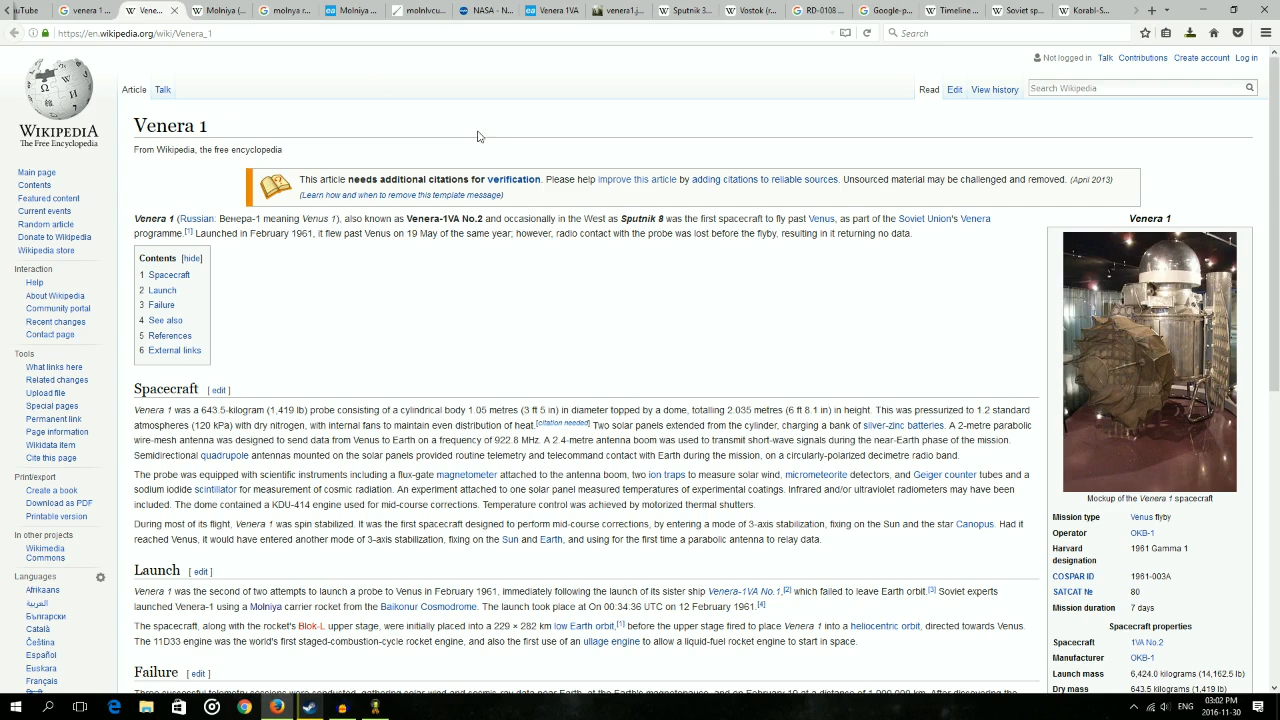 uTube
venera 1 ...
Vene...
Molniya (...
molnya r...
Molniya ...
molnlvcu...
NASA - N...
Venera 1VA
venera1.j...
Sputnik 3...
Vostok (r...
RD-0108 ...
Google-p...
Timeline ...
Soviet sp...
Korabl-S...
https://en.wikipedia.org/wiki/Venera_1
Search
Not logged in Talk Contributions Create account Log in
Article Talk
Read Edit View history
Search Wikipedia
WIKIPEDIA
The Free Encyclopedia
Main page
Contents
Featured content
Current events
Random article
Donate to Wikipedia
Wikipedia store
Interaction
Help
About Wikipedia
Community portal
Recent changes
Contact page
Tools
What links here
Related changes
Upload file
Special pages
Permanent link
Page information
Wikidata item
Cite this page
Print/export
Create a book
Download as PDF
Printable version
In other projects
Wikimedia
Commons
Languages
Afrikaans
العربية
Български
Català
Čeština
Español
Euskara
Français
Venera 1
From Wikipedia, the free encyclopedia
This article needs additional citations for verification. Please help improve this article by adding citations to reliable sources. Unsourced material may be challenged and removed. (April 2013)
(Learn how and when to remove this template message)
Venera 1 (Russian: Венера-1 meaning Venus 1), also known as Venera-1VA No.2 and occasionally in the West as Sputnik 8 was the first spacecraft to fly past Venus, as part of the Soviet Union's Venera
programme.[1] Launched in February 1961, it flew past Venus on 19 May of the same year; however, radio contact with the probe was lost before the flyby, resulting in it returning no data.
Contents [hide]
1 Spacecraft
2 Launch
3 Failure
4 See also
5 References
6 External links
Spacecraft [ edit ]
Venera 1 was a 643.5-kilogram (1,419 lb) probe consisting of a cylindrical body 1.05 metres (3 ft 5 in) in diameter topped by a dome, totalling 2.035 metres (6 ft 8.1 in) in height. This was pressurized to 1.2 standard
atmospheres (120 kPa) with dry nitrogen, with internal fans to maintain even distribution of heat.[citation needed] Two solar panels extended from the cylinder, charging a bank of silver-zinc batteries. A 2-metre parabolic
wire-mesh antenna was designed to send data from Venus to Earth on a frequency of 922.8 MHz. A 2.4-metre antenna boom was used to transmit short-wave signals during the near-Earth phase of the mission.
Semidirectional quadrupole antennas mounted on the solar panels provided routine telemetry and telecommand contact with Earth during the mission, on a circularly-polarized decimetre radio band.
The probe was equipped with scientific instruments including a flux-gate magnetometer attached to the antenna boom, two ion traps to measure solar wind, micrometeorite detectors, and Geiger counter tubes and a
sodium iodide scintillator for measurement of cosmic radiation. An experiment attached to one solar panel measured temperatures of experimental coatings. Infrared and/or ultraviolet radiometers may have been
included. The dome contained a KDU-414 engine used for mid-course corrections. Temperature control was achieved by motorized thermal shutters.
During most of its flight, Venera 1 was spin stabilized. It was the first spacecraft designed to perform mid-course corrections, by entering a mode of 3-axis stabilization, fixing on the Sun and the star Canopus. Had it
reached Venus, it would have entered another mode of 3-axis stabilization, fixing on the Sun and Earth, and using for the first time a parabolic antenna to relay data.
Launch [ edit ]
Venera 1 was the second of two attempts to launch a probe to Venus in February 1961, immediately following the launch of its sister ship Venera-1VA No.1,[2] which failed to leave Earth orbit.[3] Soviet experts
launched Venera-1 using a Molniya carrier rocket from the Baikonur Cosmodrome. The launch took place at On 00:34:36 UTC on 12 February 1961.[4]
The spacecraft, along with the rocket's Blok-L upper stage, were initially placed into a 229 × 282 km low Earth orbit,[1] before the upper stage fired to place Venera 1 into a heliocentric orbit, directed towards Venus.
The 11D33 engine was the world's first staged-combustion-cycle rocket engine, and also the first use of an ullage engine to allow a liquid-fuel rocket engine to start in space.
Failure [ edit ]
Venera 1
Mockup of the Venera 1 spacecraft
Mission type Venus flyby
Operator OKB-1
Harvard designation 1961 Gamma 1
COSPAR ID 1961-003A
SATCAT № 80
Mission duration 7 days
Spacecraft properties
Spacecraft 1VA No.2
Manufacturer OKB-1
Launch mass 6,424.0 kilograms (14,162.5 lb)
Dry mass 643.5 kilograms (1,419 lb)
ENG
03:02 PM
2016-11-30